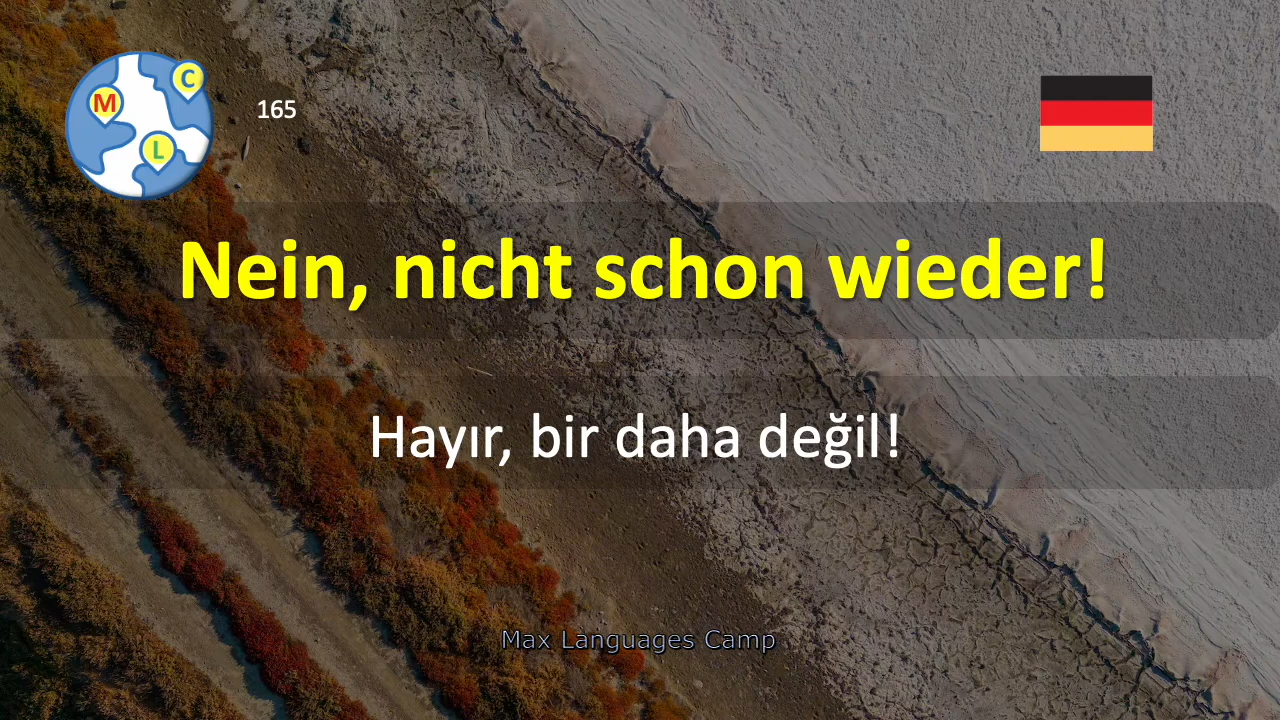 M
C
L
165
Nein, nicht schon wieder!
Hayır, bir daha değil!
Max Languages Camp